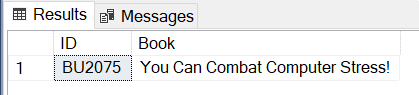 Results Messages
ID Book
1 BU2075 You Can Combat Computer Stress!